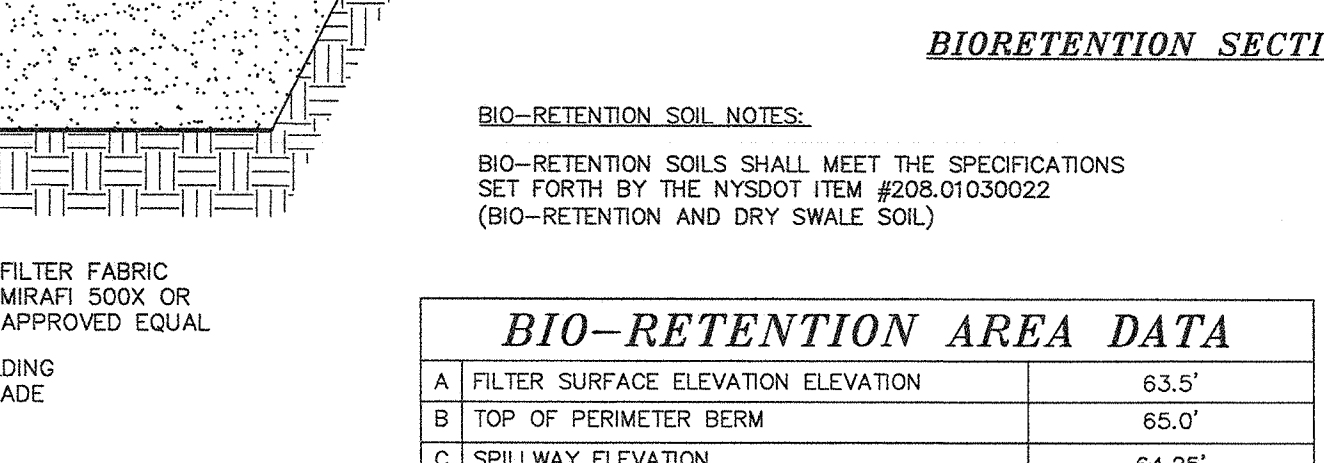 BIORETENTION SECTI
BIO-RETENTION SOIL NOTES:
BIO-RETENTION SOILS SHALL MEET THE SPECIFICATIONS
SET FORTH BY THE NYSDOT ITEM #208.01030022
(BIO-RETENTION AND DRY SWALE SOIL)
FILTER FABRIC
MIRAFI 500X OR
APPROVED EQUAL
DING
ADE
BIO-RETENTION AREA DATA
A FILTER SURFACE ELEVATION ELEVATION 63.5'
B TOP OF PERIMETER BERM 65.0'
C SPILLWAY ELEVATION 64.25'